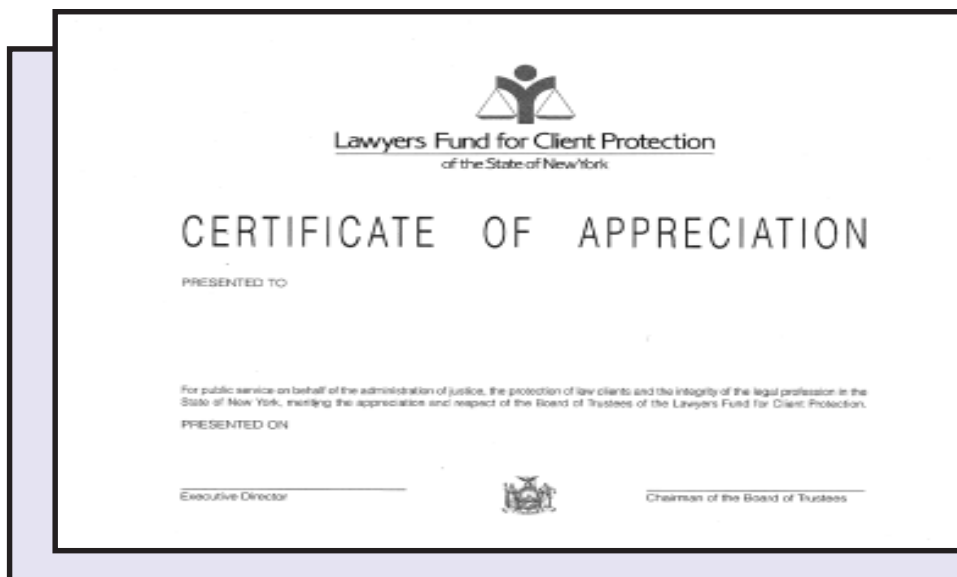 Lawyers Fund for Client Protection
of the State of New York
CERTIFICATE OF APPRECIATION
PRESENTED TO
For public service on behalf of the administration of justice, the protection of law clients and the integrity of the legal profession in the
State of New York, meriting the appreciation and respect of the Board of Trustees of the Lawyers Fund for Client Protection.
PRESENTED ON
Executive Director
Chairman of the Board of Trustees